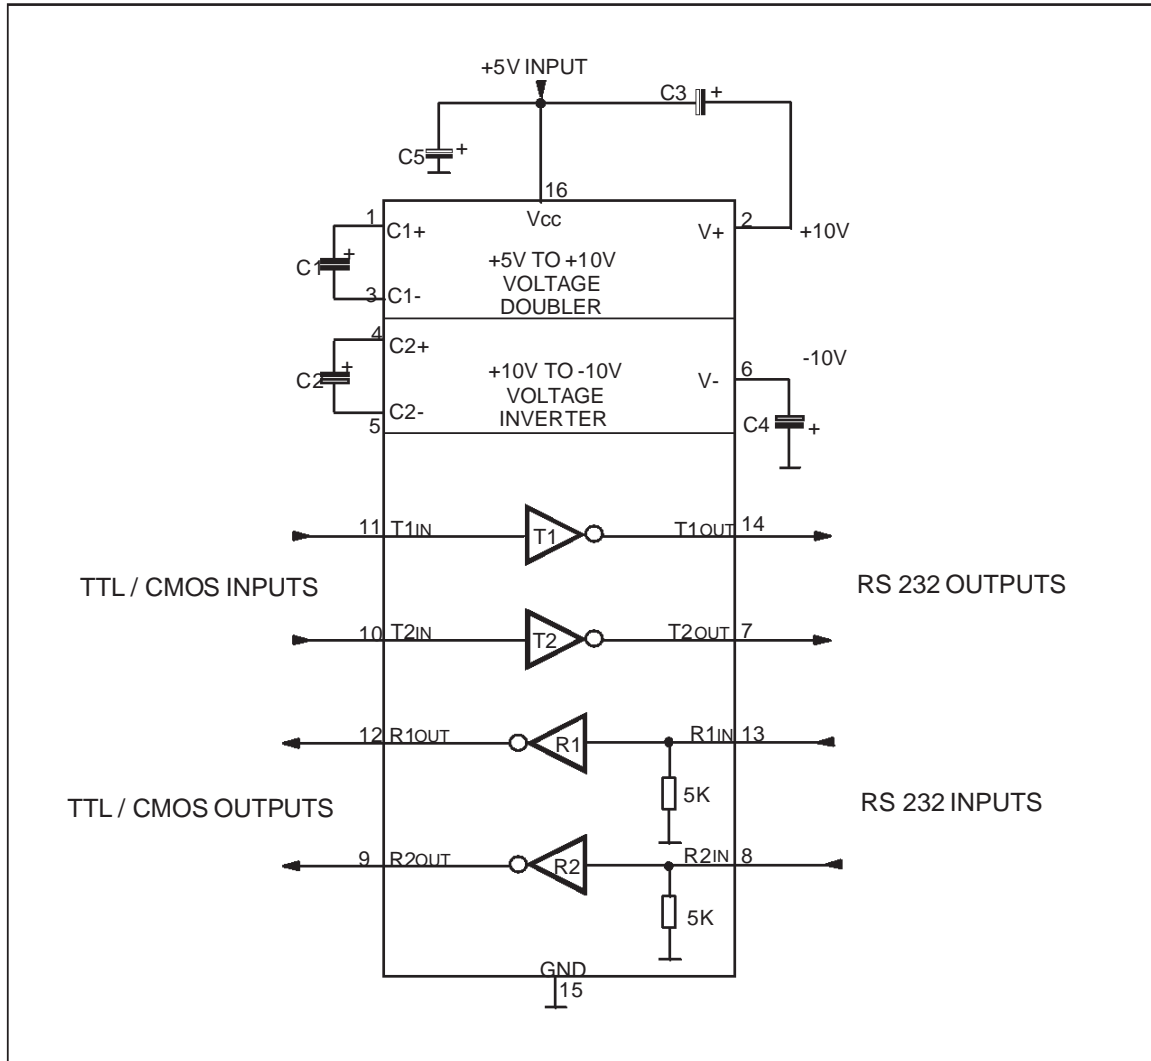 +5V INPUT
C3 +
C5 +
16
1 Vcc 2
C1+ V+ +10V
C1 +
+5V TO +10V
VOLTAGE
DOUBLER
3 C1-
4 C2+
-10V
C2 +
+10V TO -10V
VOLTAGE
INVERTER
V- 6
C2-
5
C4 +
11 T1IN T1 T1OUT 14
TTL / CMOS INPUTS RS 232 OUTPUTS
10 T2IN T2 T2OUT 7
12 R1OUT R1 R1IN 13
5K
TTL / CMOS OUTPUTS RS 232 INPUTS
9 R2OUT R2 R2IN 8
5K
GND
15